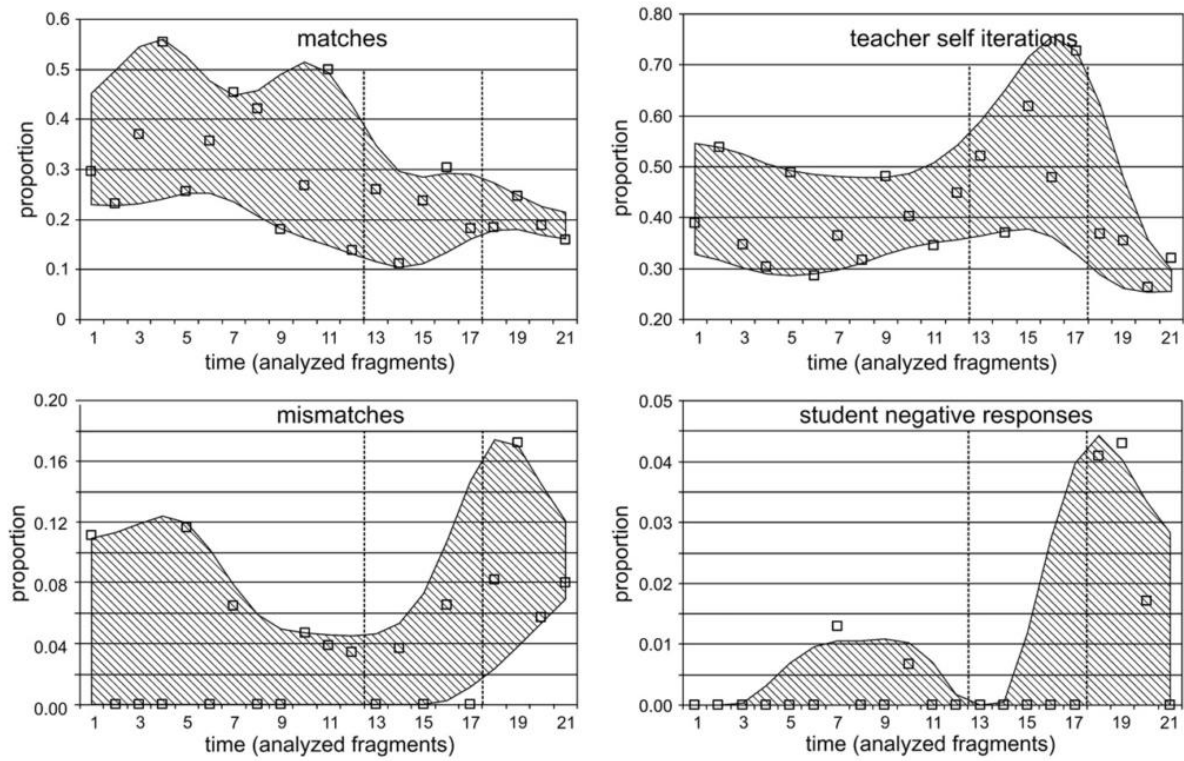 matches
proportion
0.6
0.5
0.4
0.3
0.2
0.1
0
1 3 5 7 9 11 13 15 17 19 21
time (analyzed fragments)
teacher self iterations
proportion
0.80
0.70
0.60
0.50
0.40
0.30
0.20
1 3 5 7 9 11 13 15 17 19 21
time (analyzed fragments)
mismatches
proportion
0.20
0.16
0.12
0.08
0.04
0.00
1 3 5 7 9 11 13 15 17 19 21
time (analyzed fragments)
student negative responses
proportion
0.05
0.04
0.03
0.02
0.01
0.00
1 3 5 7 9 11 13 15 17 19 21
time (analyzed fragments)